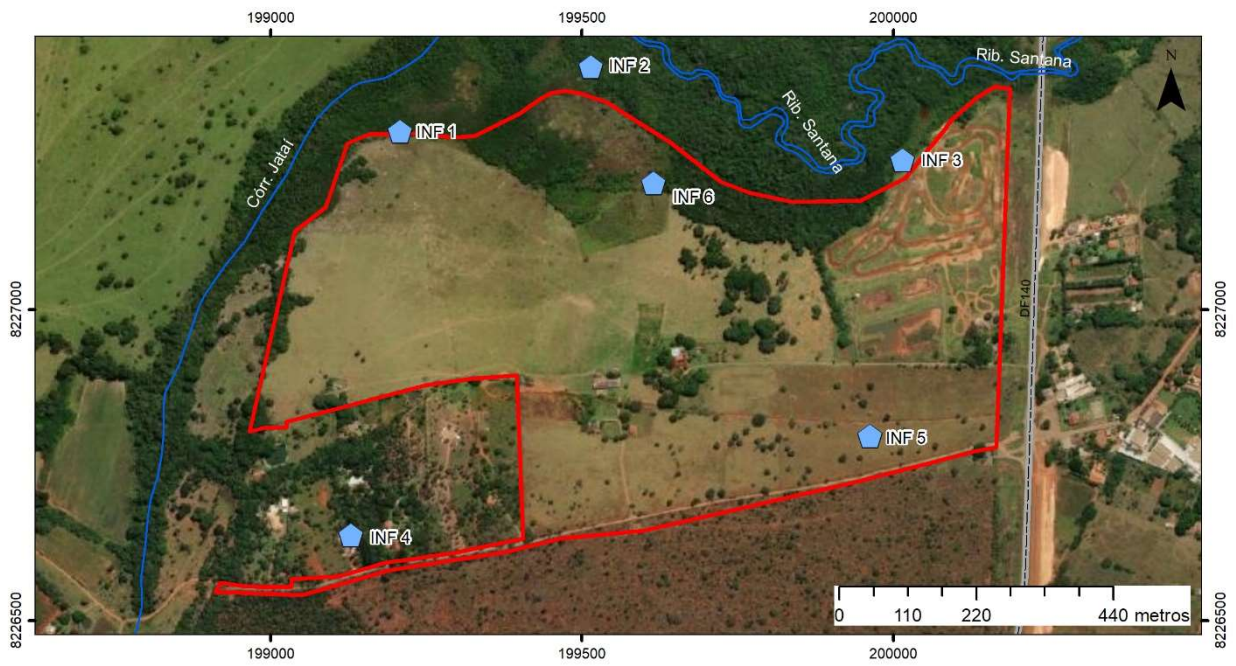 199000 199500 200000
N
Rib. Santana
INF 2
Rib. Santana
INF 1
INF 3
Córr. Jataí
INF 6
8227000 8227000
DF140
INF 5
INF 4
0 110 220 440 metros
8226500 8226500
199000 199500 200000